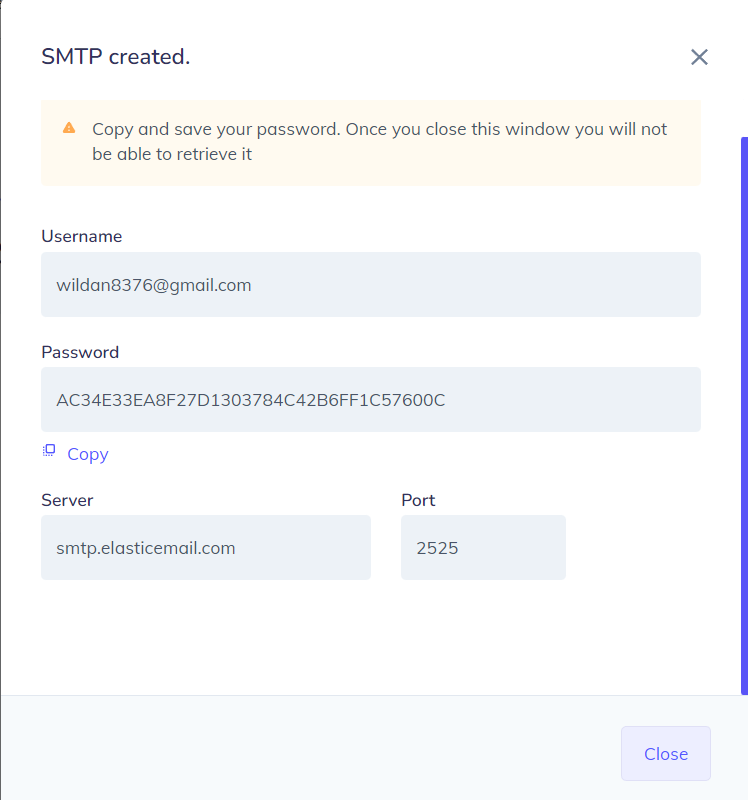 SMTP created.
Copy and save your password. Once you close this window you will not
be able to retrieve it
Username
wildan8376@gmail.com
Password
AC34E33EA8F27D1303784C42B6FF1C57600C
Copy
Server
Port
smtp.elasticemail.com
2525
Close